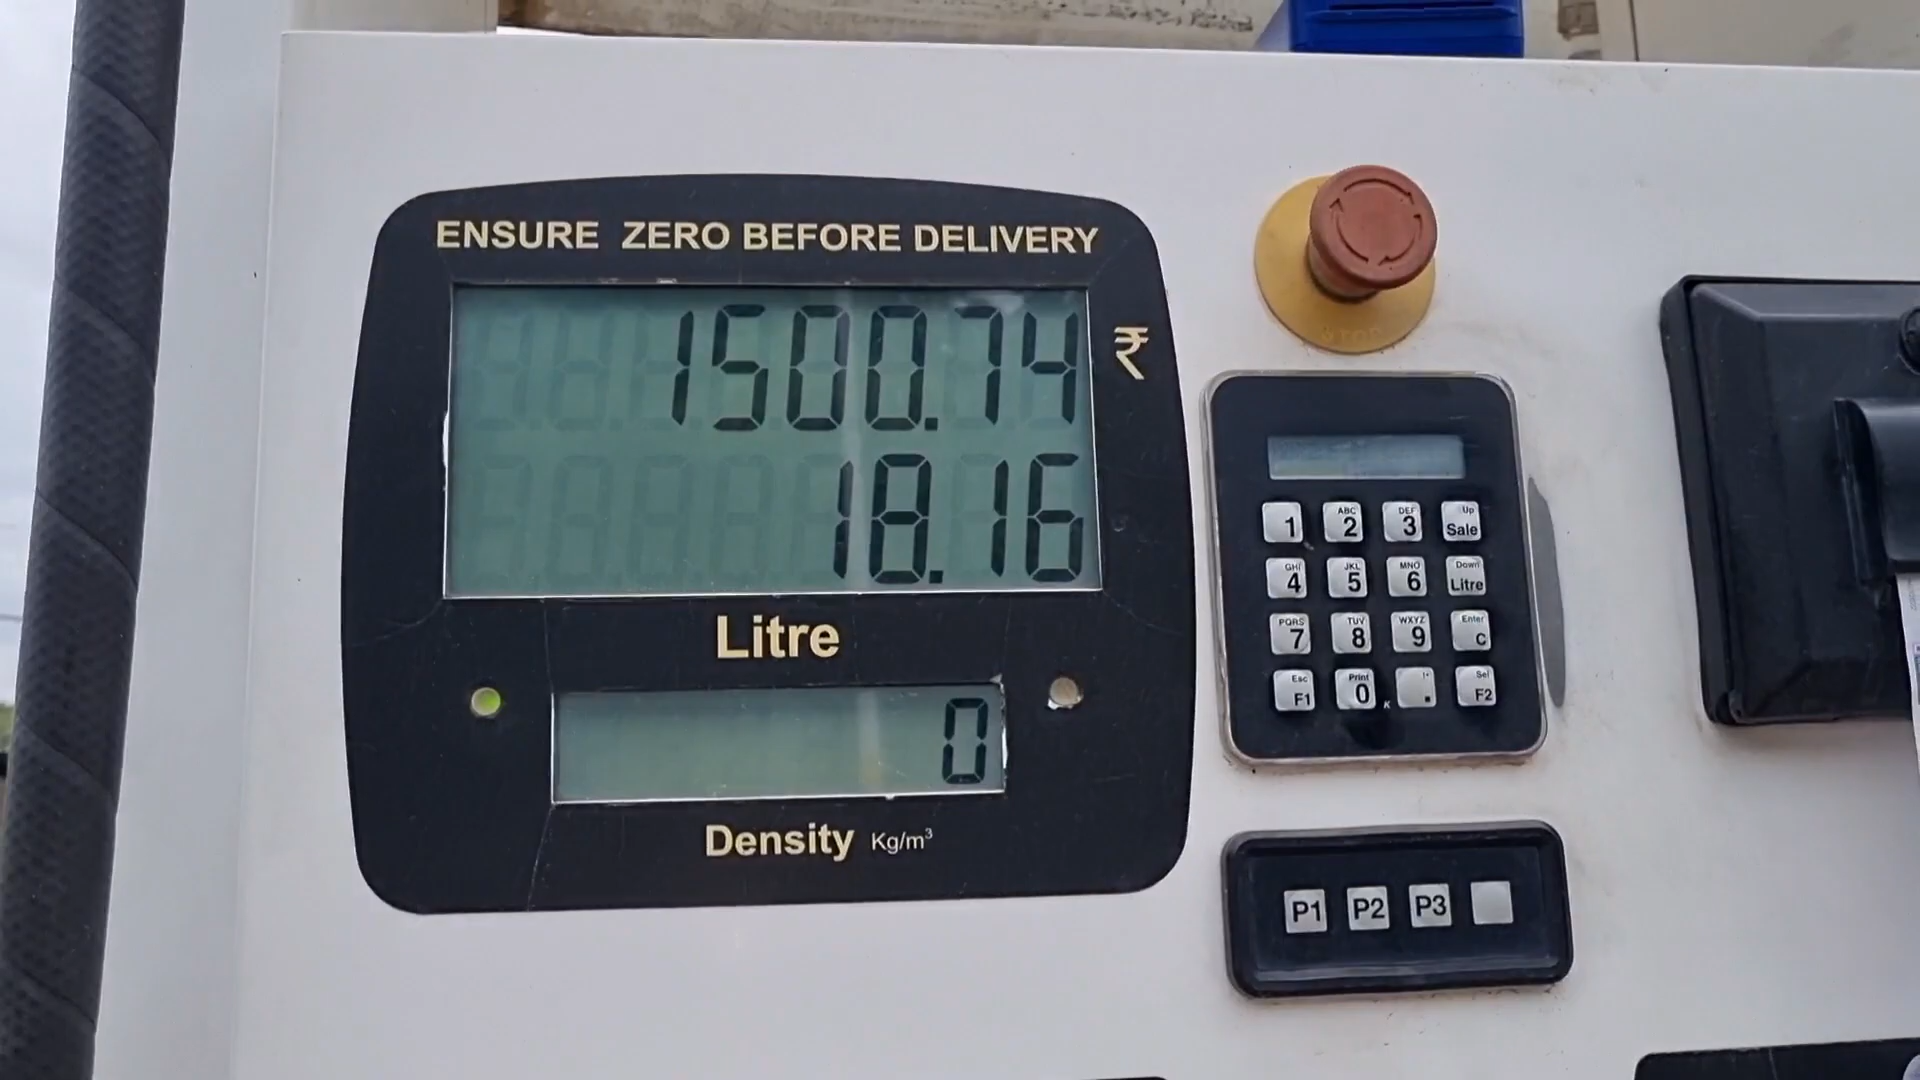 ENSURE ZERO BEFORE DELIVERY
1500.74 ₹
18.16
Litre
0
Density Kg/m³
STOP
1 ABC 2 DEF 3 Up Sale
GHI 4 JKL 5 MNO 6 Down Litre
PQRS 7 TUV 8 WXYZ 9 Enter C
Esc F1 Print 0 . Sel F2
P1 P2 P3